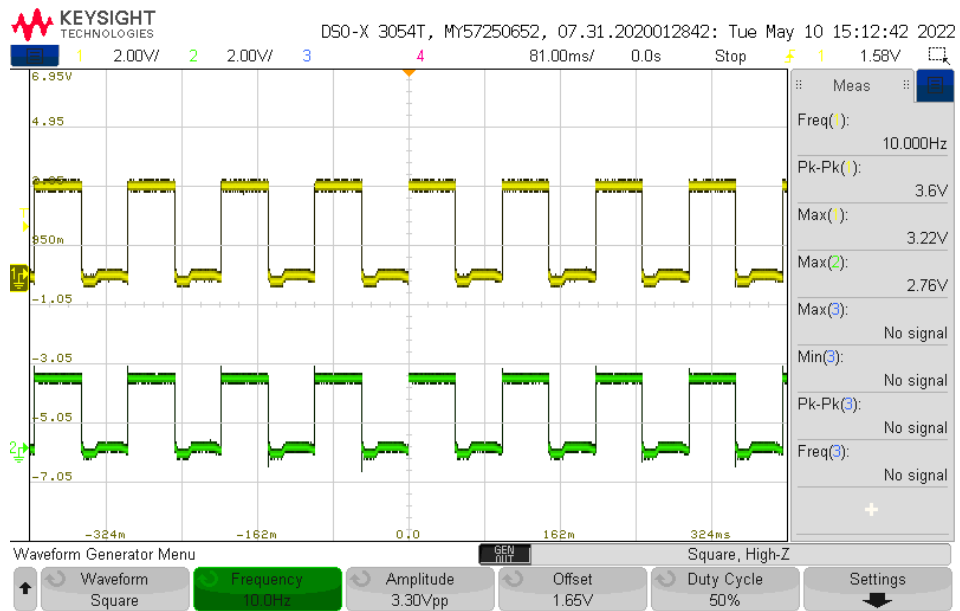 KEYSIGHT
TECHNOLOGIES
DSO-X 3054T, MY57250652, 07.31.2020012842: Tue May 10 15:12:42 2022
1 2.00V/ 2 2.00V/ 3 4 81.00ms/ 0.0s Stop 1 1.58V
6.95V
4.95
950m
-1.05
-3.05
-5.05
-7.05
T
1
2
-324m -162m 0.0 162m 324ms
Meas
Freq(1):
10.000Hz
Pk-Pk(1):
3.6V
Max(1):
3.22V
Max(2):
2.76V
Max(3):
No signal
Min(3):
No signal
Pk-Pk(3):
No signal
Freq(3):
No signal
Waveform Generator Menu
GEN
OUT
Square, High-Z
Waveform
Square
Frequency
10.0Hz
Amplitude
3.30Vpp
Offset
1.65V
Duty Cycle
50%
Settings